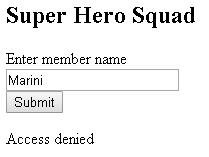 Super Hero Squad
Enter member name
Marini
Submit
Access denied